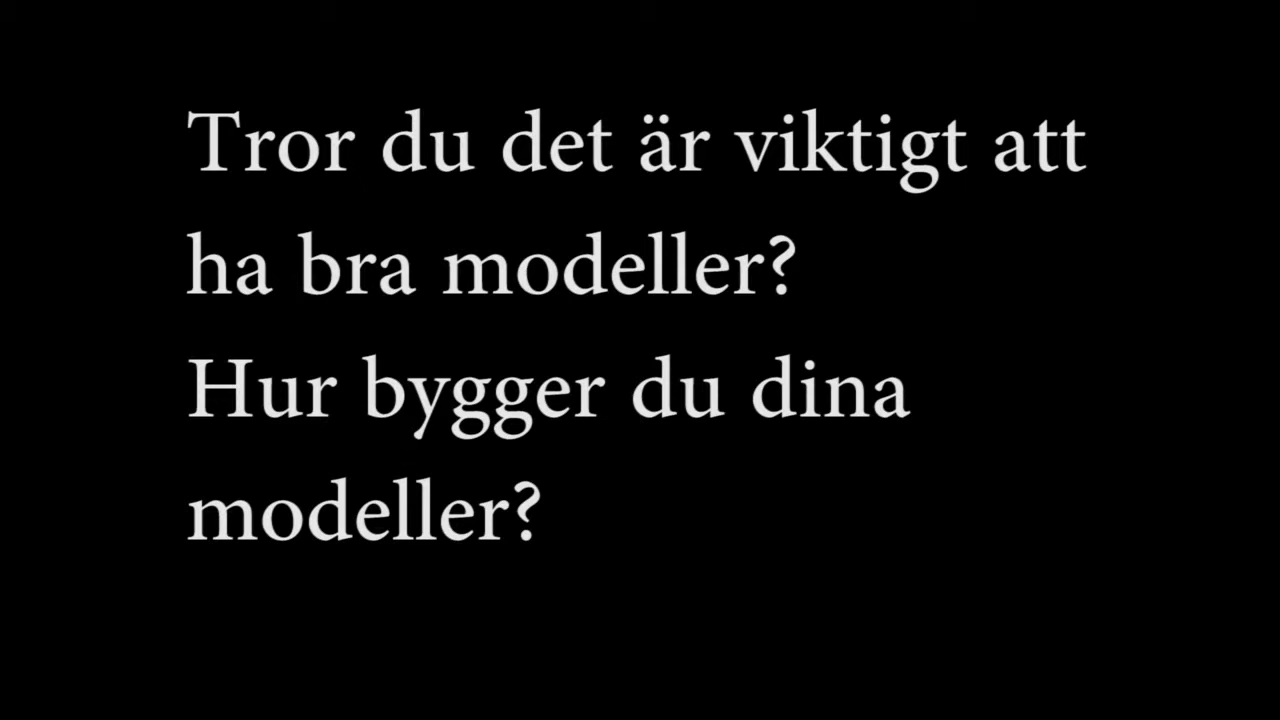 Tror du det är viktigt att
ha bra modeller?
Hur bygger du dina
modeller?